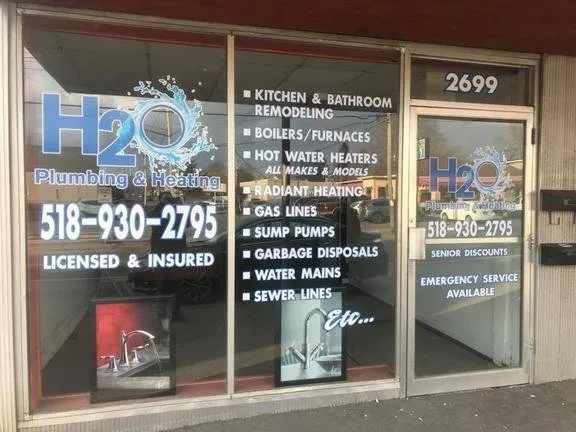 H2O
Plumbing & Heating
518-930-2795
LICENSED & INSURED
▪ KITCHEN & BATHROOM
REMODELING
▪ BOILERS/FURNACES
▪ HOT WATER HEATERS
ALL MAKES & MODELS
▪ RADIANT HEATING
▪ GAS LINES
▪ SUMP PUMPS
▪ GARBAGE DISPOSALS
▪ WATER MAINS
▪ SEWER LINES
Etc...
2699
H2O
Plumbing & Heating
518-930-2795
SENIOR DISCOUNTS
EMERGENCY SERVICE
AVAILABLE